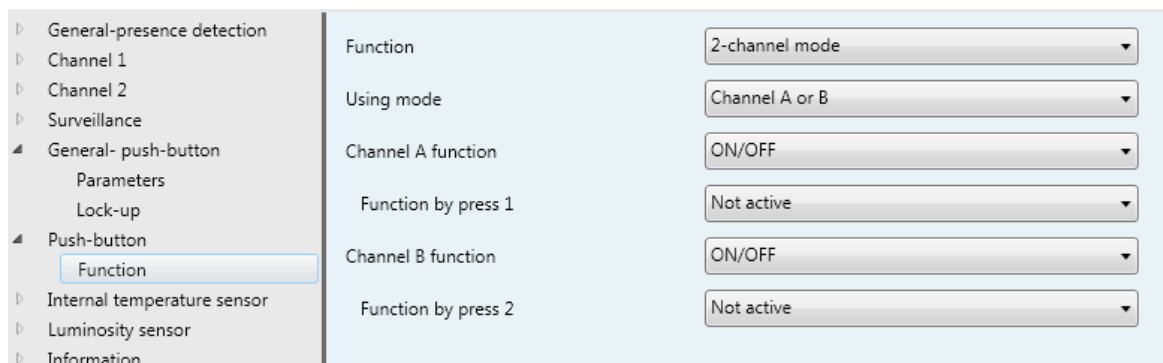 General-presence detection
Channel 1
Channel 2
Surveillance
General- push-button
Parameters
Lock-up
Push-button
Function
Internal temperature sensor
Luminosity sensor
Information
Function 2-channel mode
Using mode Channel A or B
Channel A function ON/OFF
Function by press 1 Not active
Channel B function ON/OFF
Function by press 2 Not active